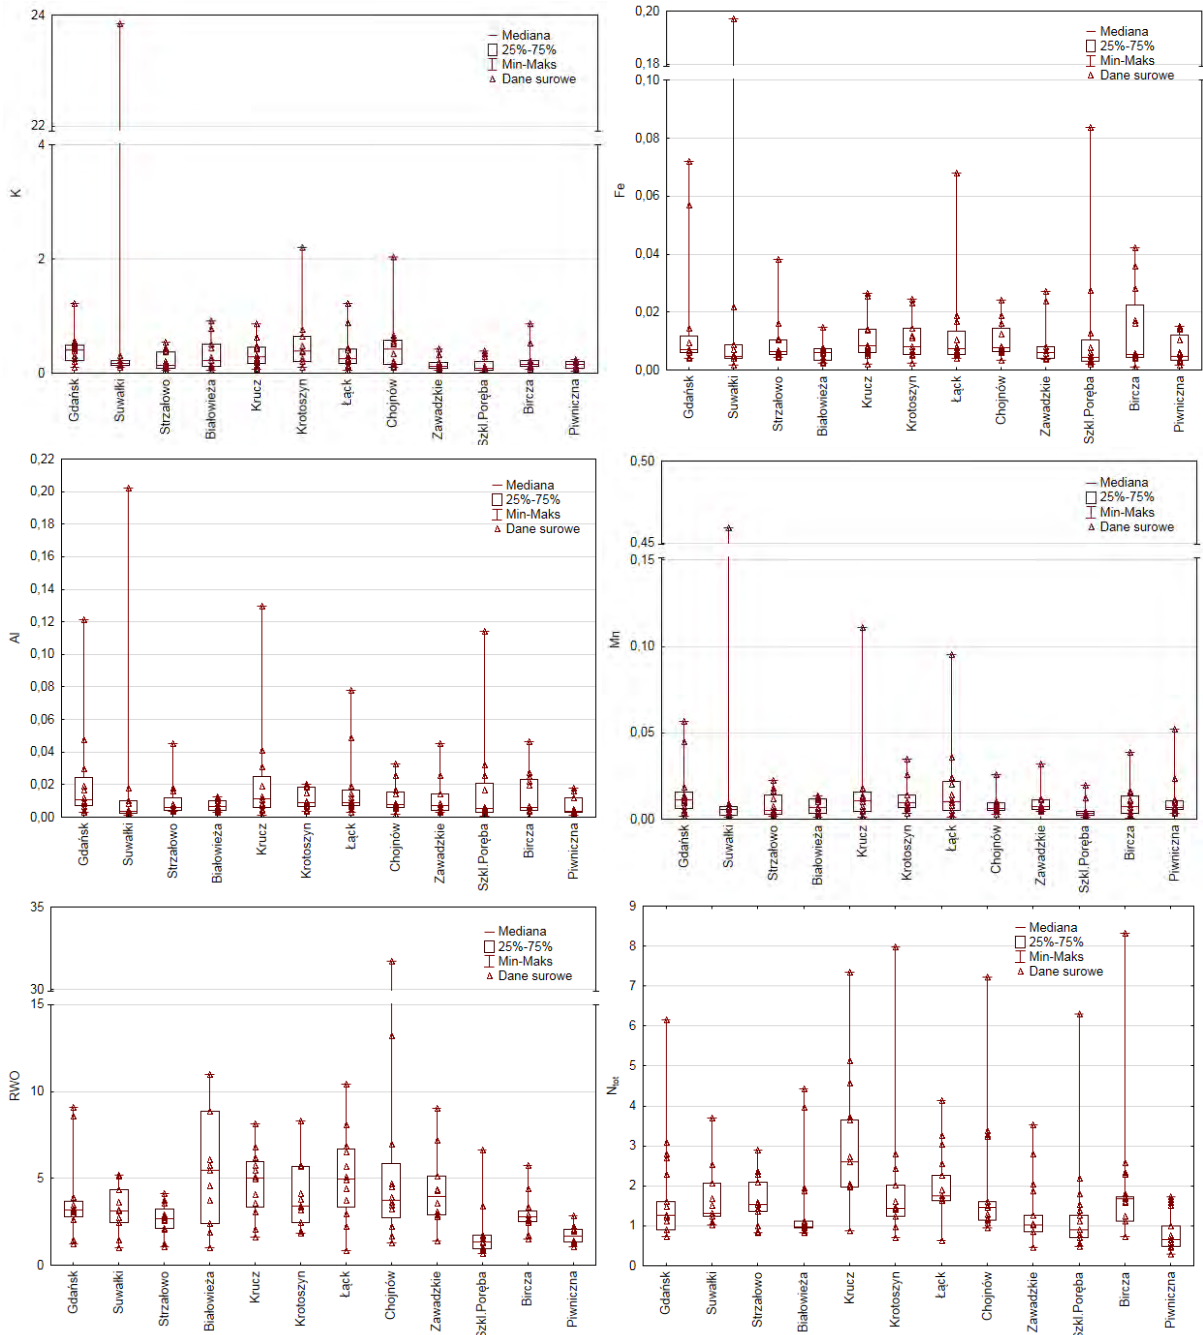 24
22
4
2
0
K
Mediana
25%-75%
Min-Maks
Dane surowe
Gdańsk
Suwałki
Strzałowo
Białowieża
Krucz
Krotoszyn
Łąck
Chojnów
Zawadzkie
Szkl.Poręba
Bircza
Piwniczna
0,20
0,18
0,10
0,08
0,06
0,04
0,02
0,00
Fe
Mediana
25%-75%
Min-Maks
Dane surowe
Gdańsk
Suwałki
Strzałowo
Białowieża
Krucz
Krotoszyn
Łąck
Chojnów
Zawadzkie
Szkl.Poręba
Bircza
Piwniczna
0,22
0,20
0,18
0,16
0,14
0,12
0,10
0,08
0,06
0,04
0,02
0,00
Al
Mediana
25%-75%
Min-Maks
Dane surowe
Gdańsk
Suwałki
Strzałowo
Białowieża
Krucz
Krotoszyn
Łąck
Chojnów
Zawadzkie
Szkl.Poręba
Bircza
Piwniczna
0,50
0,45
0,15
0,10
0,05
0,00
Mn
Mediana
25%-75%
Min-Maks
Dane surowe
Gdańsk
Suwałki
Strzałowo
Białowieża
Krucz
Krotoszyn
Łąck
Chojnów
Zawadzkie
Szkl.Poręba
Bircza
Piwniczna
35
30
15
10
5
0
RWO
Mediana
25%-75%
Min-Maks
Dane surowe
Gdańsk
Suwałki
Strzałowo
Białowieża
Krucz
Krotoszyn
Łąck
Chojnów
Zawadzkie
Szkl.Poręba
Bircza
Piwniczna
9
8
7
6
5
4
3
2
1
0
Ntot
Mediana
25%-75%
Min-Maks
Dane surowe
Gdańsk
Suwałki
Strzałowo
Białowieża
Krucz
Krotoszyn
Łąck
Chojnów
Zawadzkie
Szkl.Poręba
Bircza
Piwniczna